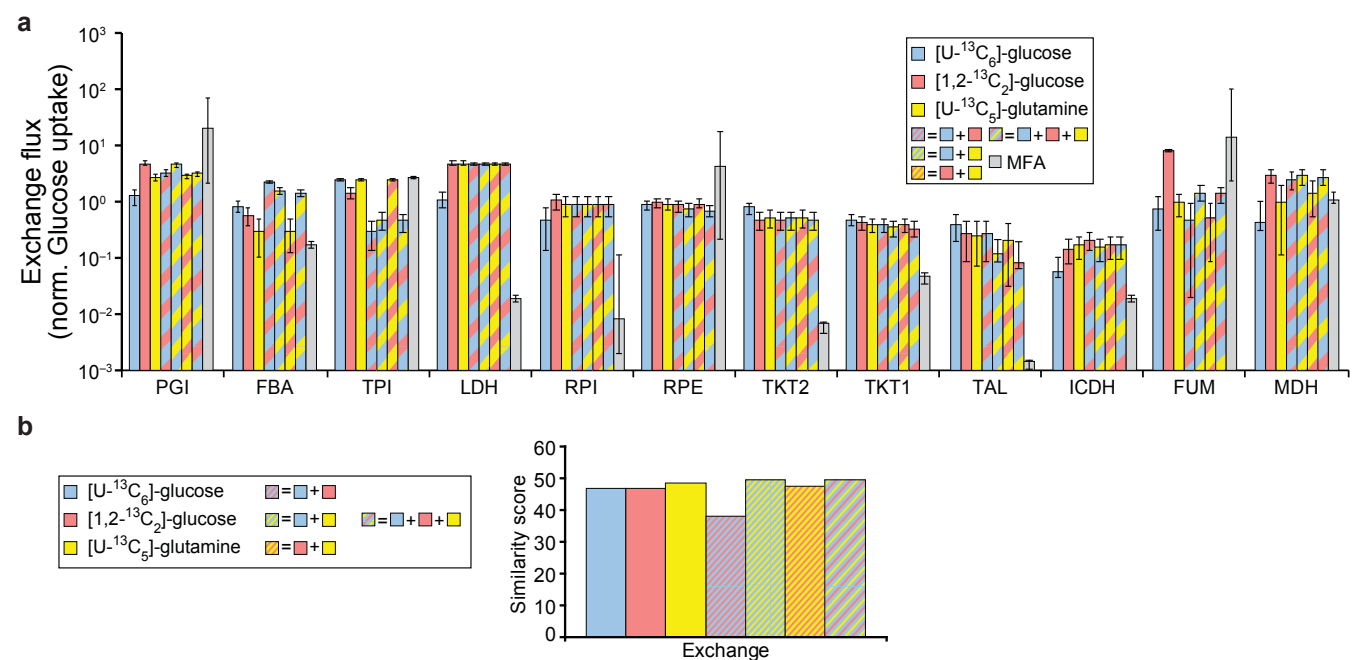 a
Exchange flux
(norm. Glucose uptake)
10³
10²
10¹
10⁰
10⁻¹
10⁻²
10⁻³
PGI FBA TPI LDH RPI RPE TKT2 TKT1 TAL ICDH FUM MDH
[U-¹³C₆]-glucose
[1,2-¹³C₂]-glucose
[U-¹³C₅]-glutamine
= + = + +
= +
= + MFA
b
[U-¹³C₆]-glucose = +
[1,2-¹³C₂]-glucose = + = + +
[U-¹³C₅]-glutamine = +
Similarity score
60
50
40
30
20
10
0
Exchange